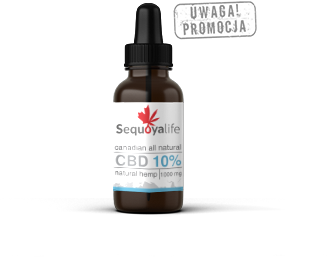 UWAGA!
PROMOCJA
Sequoyalife
canadian all natural
CBD 10%
natural hemp | 1000 mg